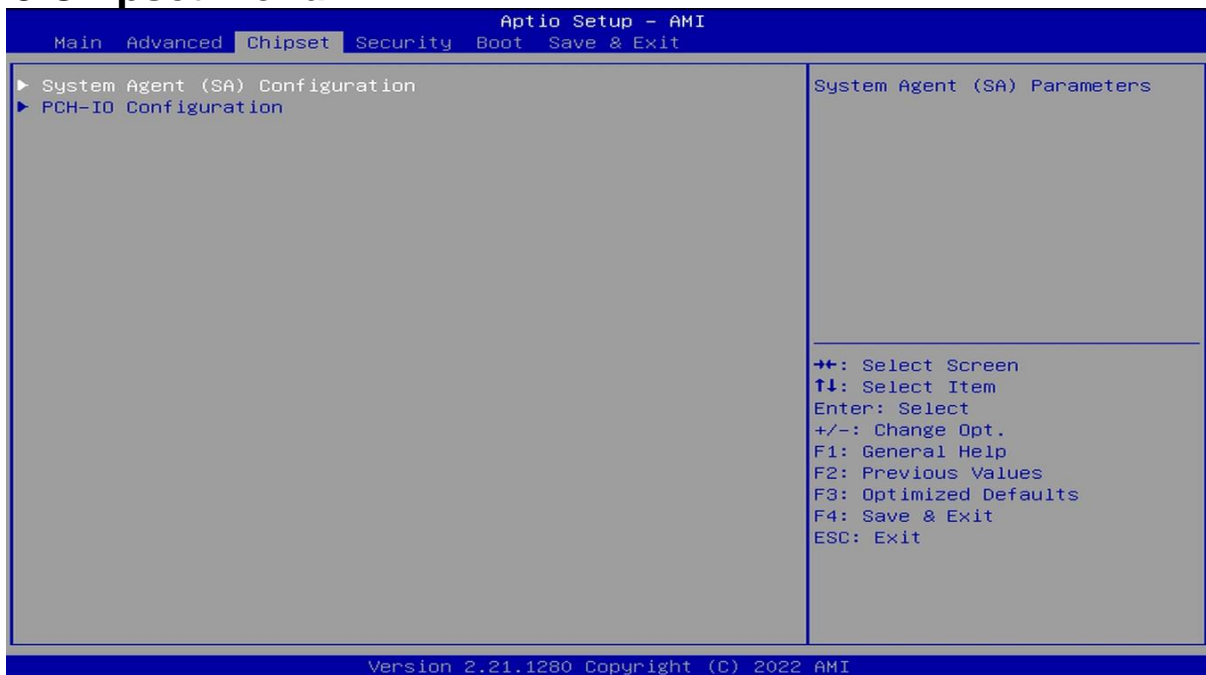 Aptio Setup – AMI
Main Advanced Chipset Security Boot Save & Exit
▶ System Agent (SA) Configuration
▶ PCH-IO Configuration
System Agent (SA) Parameters
→←: Select Screen
↑↓: Select Item
Enter: Select
+/-: Change Opt.
F1: General Help
F2: Previous Values
F3: Optimized Defaults
F4: Save & Exit
ESC: Exit
Version 2.21.1280 Copyright (C) 2022 AMI